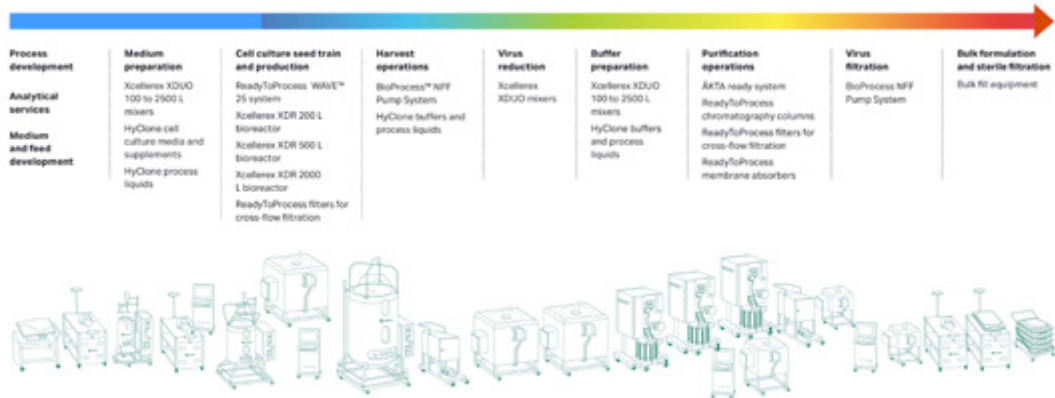 Process
development
Analytical
services
Medium
and feed
development
Medium
preparation
Xcellerex XDUO
100 to 2500 L
mixers
HyClone cell
culture media and
supplements
HyClone process
liquids
Cell culture seed train
and production
ReadyToProcess WAVE™
25 system
Xcellerex XDR 200 L
bioreactor
Xcellerex XDR 500 L
bioreactor
Xcellerex XDR 2000
L bioreactor
ReadyToProcess filters for
cross-flow filtration
Harvest
operations
BioProcess™ NFF
Pump System
HyClone buffers and
process liquids
Virus
reduction
Xcellerex
XDUO mixers
Buffer
preparation
Xcellerex XDUO
100 to 2500 L
mixers
HyClone buffers
and process
liquids
Purification
operations
ÄKTA ready system
ReadyToProcess
chromatography columns
ReadyToProcess filters for
cross-flow filtration
ReadyToProcess
membrane absorbers
Virus
filtration
BioProcess NFF
Pump System
Bulk formulation
and sterile filtration
Bulk fill equipment